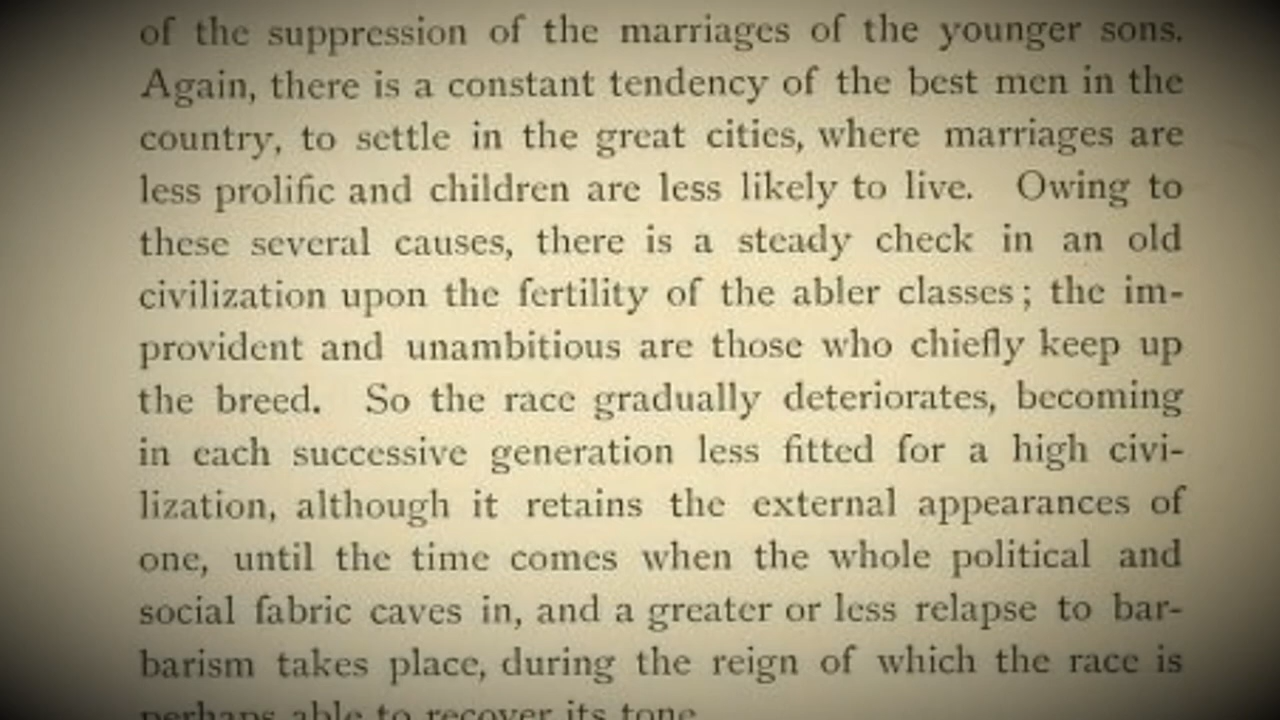 of the suppression of the marriages of the younger sons.
Again, there is a constant tendency of the best men in the
country, to settle in the great cities, where marriages are
less prolific and children are less likely to live. Owing to
these several causes, there is a steady check in an old
civilization upon the fertility of the abler classes; the im-
provident and unambitious are those who chiefly keep up
the breed. So the race gradually deteriorates, becoming
in each successive generation less fitted for a high civi-
lization, although it retains the external appearances of
one, until the time comes when the whole political and
social fabric caves in, and a greater or less relapse to bar-
barism takes place, during the reign of which the race is
perhaps able to recover its tone.